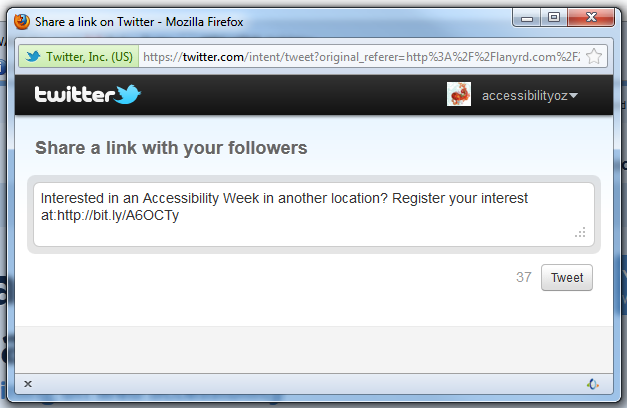 Share a link on Twitter - Mozilla Firefox
Twitter, Inc. (US) https://twitter.com/intent/tweet?original_referer=http%3A%2F%2Flanyrd.com%2F
twitter accessibilityoz
Share a link with your followers
Interested in an Accessibility Week in another location? Register your interest
at:http://bit.ly/A6OCTy
37 Tweet